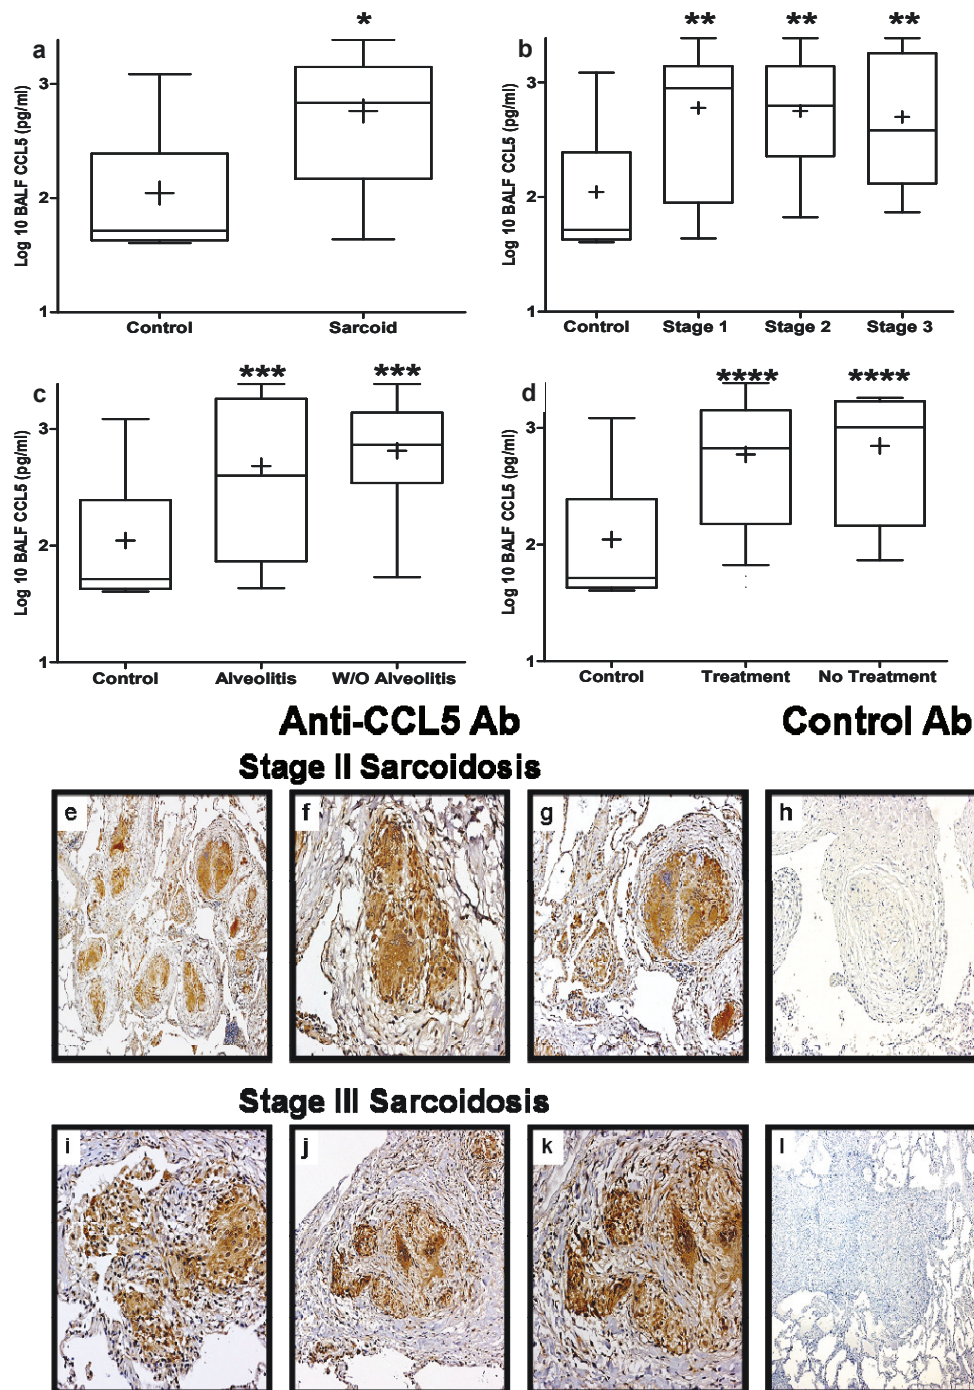 a
*
Log 10 BALF CCL5 (pg/ml)
3
2
1
Control
Sarcoid
b
**
**
**
Log 10 BALF CCL5 (pg/ml)
3
2
1
Control
Stage 1
Stage 2
Stage 3
c
***
***
Log 10 BALF CCL5 (pg/ml)
3
2
1
Control
Alveolitis
W/O Alveolitis
d
****
****
Log 10 BALF CCL5 (pg/ml)
3
2
1
Control
Treatment
No Treatment
Anti-CCL5 Ab
Control Ab
Stage II Sarcoidosis
e
f
g
h
Stage III Sarcoidosis
i
j
k
l